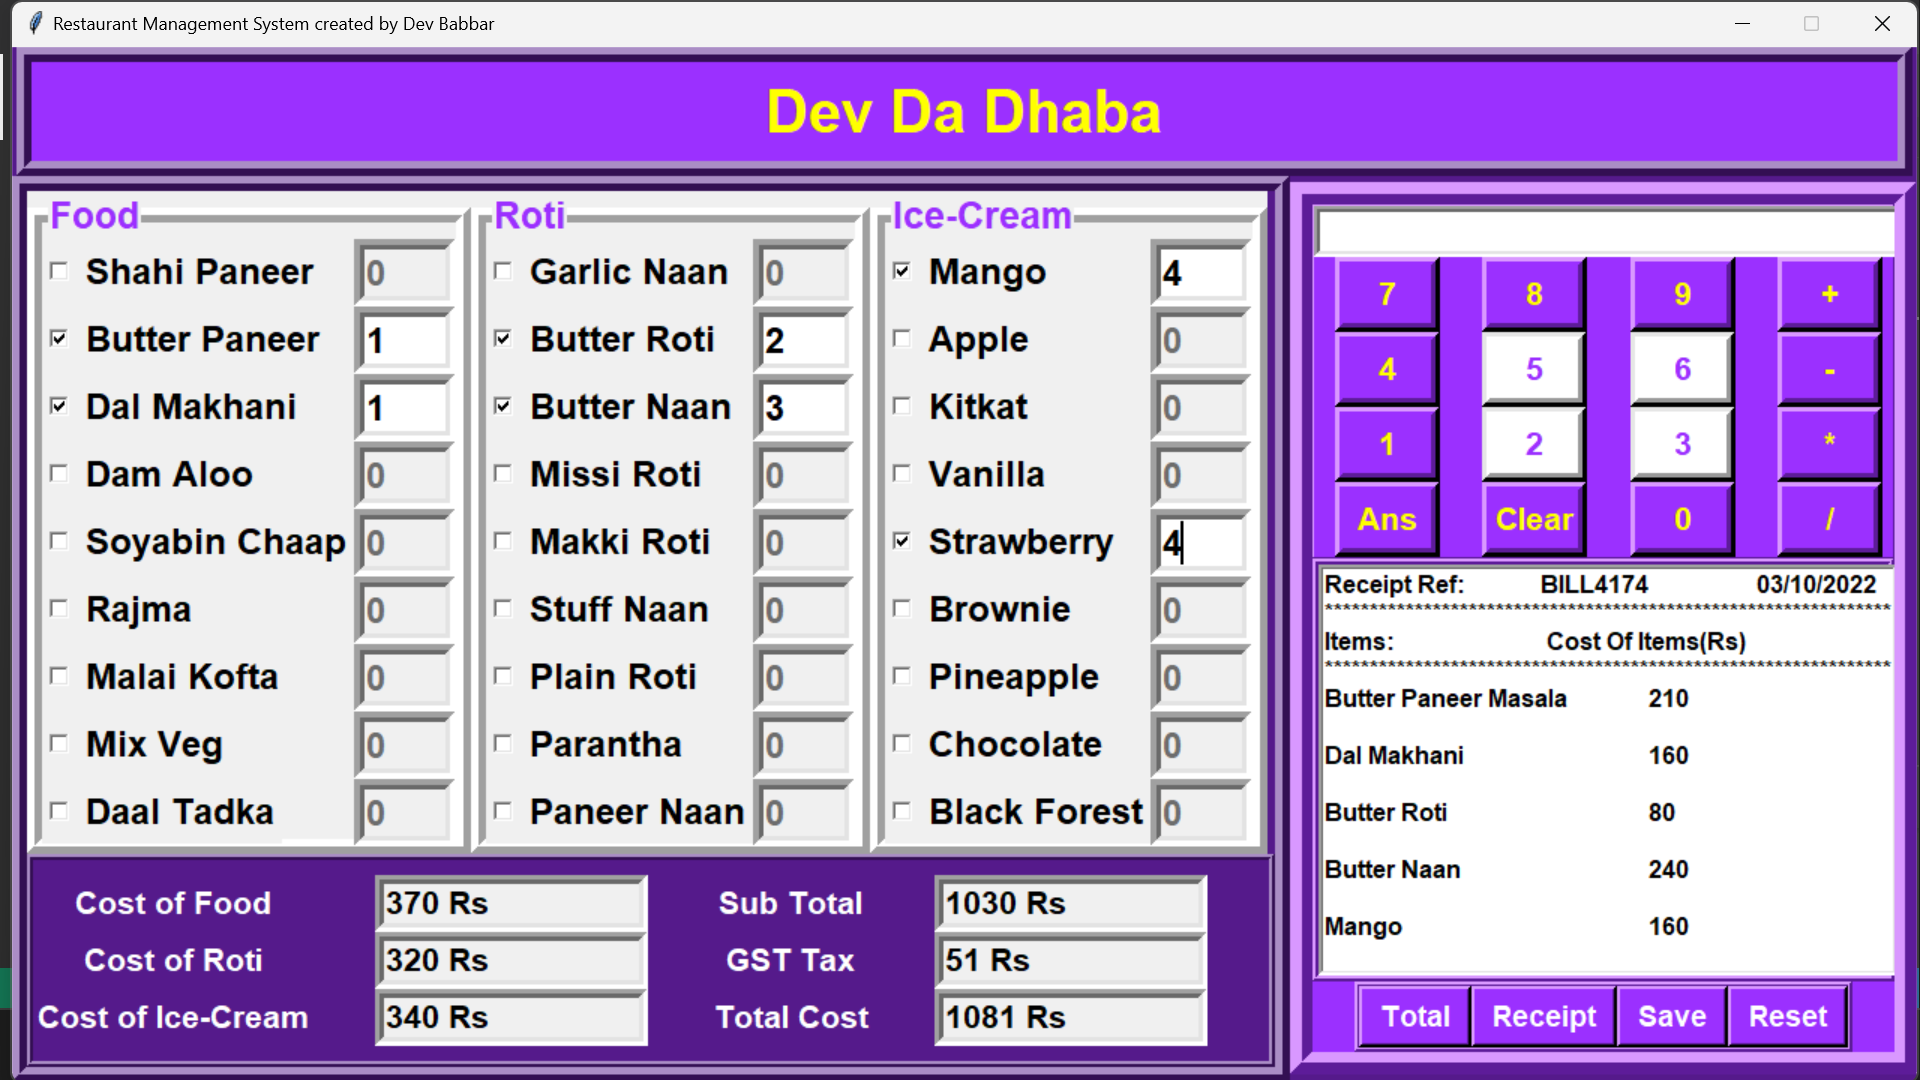 Restaurant Management System created by Dev Babbar
Dev Da Dhaba
Food
Shahi Paneer 0
Butter Paneer 1
Dal Makhani 1
Dam Aloo 0
Soyabin Chaap 0
Rajma 0
Malai Kofta 0
Mix Veg 0
Daal Tadka 0
Roti
Garlic Naan 0
Butter Roti 2
Butter Naan 3
Missi Roti 0
Makki Roti 0
Stuff Naan 0
Plain Roti 0
Parantha 0
Paneer Naan 0
Ice-Cream
Mango 4
Apple 0
Kitkat 0
Vanilla 0
Strawberry 4
Brownie 0
Pineapple 0
Chocolate 0
Black Forest 0
Cost of Food 370 Rs
Cost of Roti 320 Rs
Cost of Ice-Cream 340 Rs
Sub Total 1030 Rs
GST Tax 51 Rs
Total Cost 1081 Rs
7 8 9 +
4 5 6 -
1 2 3 *
Ans Clear 0 /
Receipt Ref: BILL4174 03/10/2022
***************************************************************
Items: Cost Of Items(Rs)
***************************************************************
Butter Paneer Masala 210
Dal Makhani 160
Butter Roti 80
Butter Naan 240
Mango 160
Total Receipt Save Reset